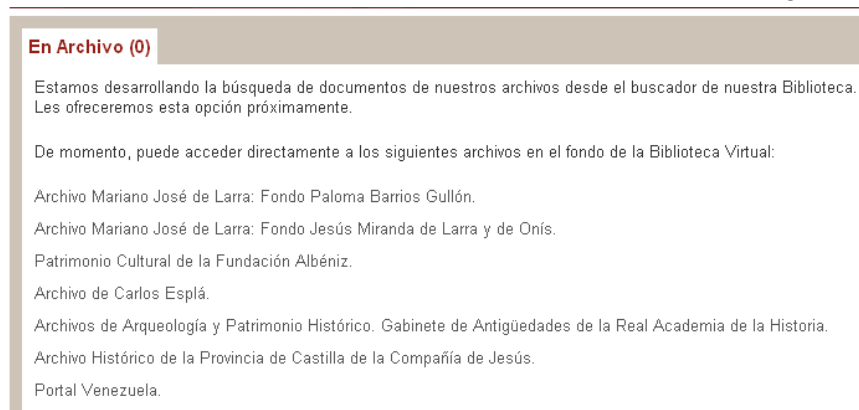 En Archivo (0)
Estamos desarrollando la búsqueda de documentos de nuestros archivos desde el buscador de nuestra Biblioteca.
Les ofreceremos esta opción próximamente.
De momento, puede acceder directamente a los siguientes archivos en el fondo de la Biblioteca Virtual:
Archivo Mariano José de Larra: Fondo Paloma Barrios Gullón.
Archivo Mariano José de Larra: Fondo Jesús Miranda de Larra y de Onís.
Patrimonio Cultural de la Fundación Albéniz.
Archivo de Carlos Esplá.
Archivos de Arqueología y Patrimonio Histórico. Gabinete de Antigüedades de la Real Academia de la Historia.
Archivo Histórico de la Provincia de Castilla de la Compañía de Jesús.
Portal Venezuela.